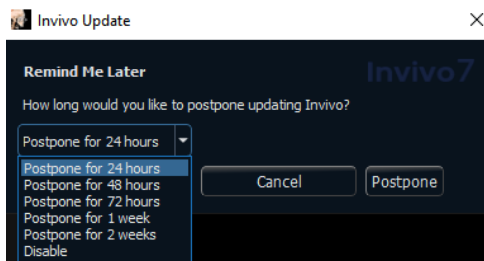 Invivo Update
Remind Me Later
Invivo7
How long would you like to postpone updating Invivo?
Postpone for 24 hours
Postpone for 24 hours
Postpone for 48 hours
Postpone for 72 hours
Postpone for 1 week
Postpone for 2 weeks
Disable
Cancel
Postpone